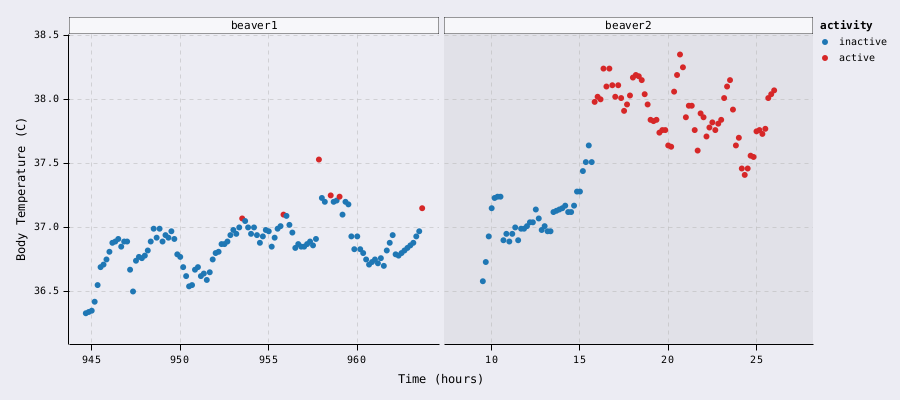 beaver1
beaver2
activity
inactive
active
38.5
38.0
37.5
37.0
36.5
Body Temperature (C)
945 950 955 960
10 15 20 25
Time (hours)